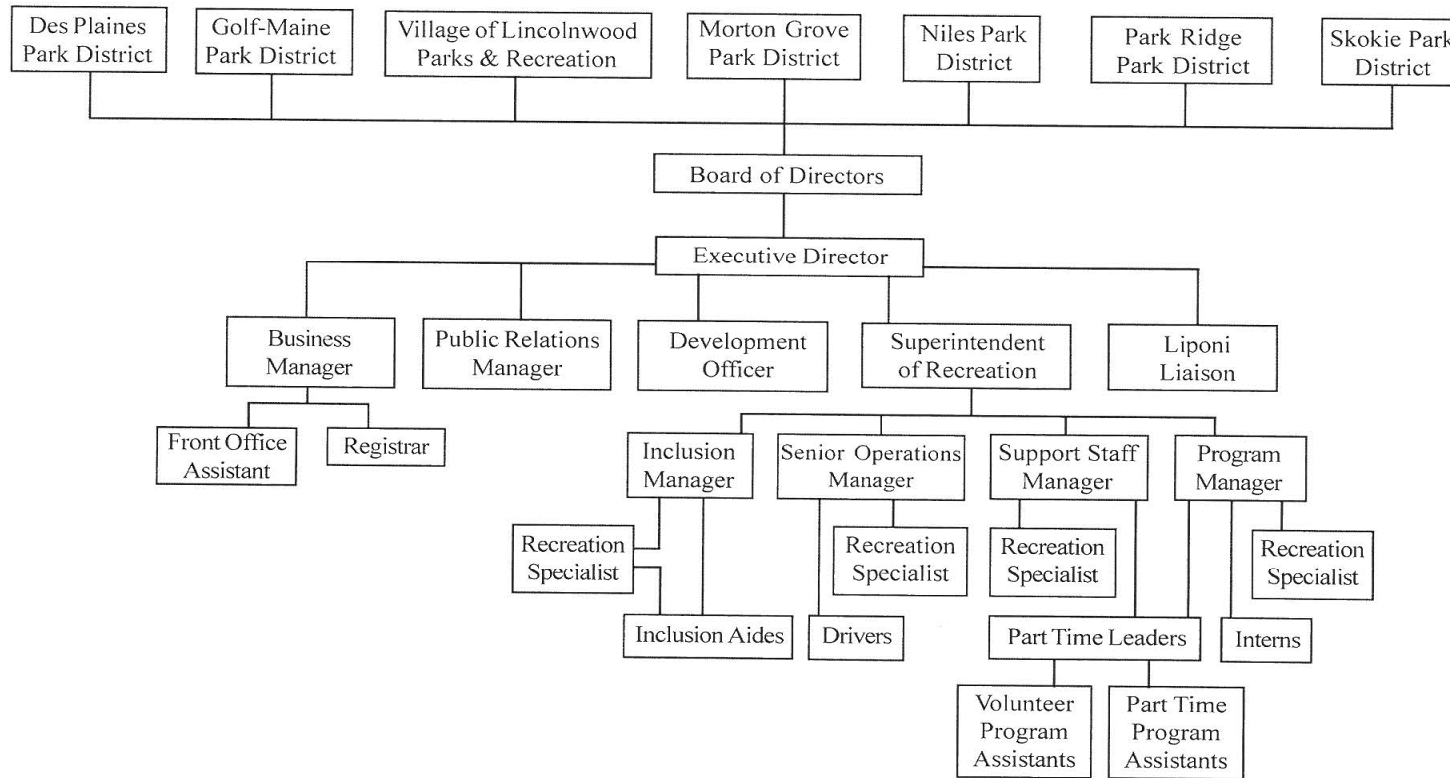 Des Plaines
Park District
Golf-Maine
Park District
Village of Lincolnwood
Parks & Recreation
Morton Grove
Park District
Niles Park
District
Park Ridge
Park District
Skokie Park
District
Board of Directors
Executive Director
Business
Manager
Public Relations
Manager
Development
Officer
Superintendent
of Recreation
Liponi
Liaison
Front Office
Assistant
Registrar
Inclusion
Manager
Senior Operations
Manager
Support Staff
Manager
Program
Manager
Recreation
Specialist
Recreation
Specialist
Recreation
Specialist
Recreation
Specialist
Inclusion Aides
Drivers
Part Time Leaders
Interns
Volunteer
Program
Assistants
Part Time
Program
Assistants